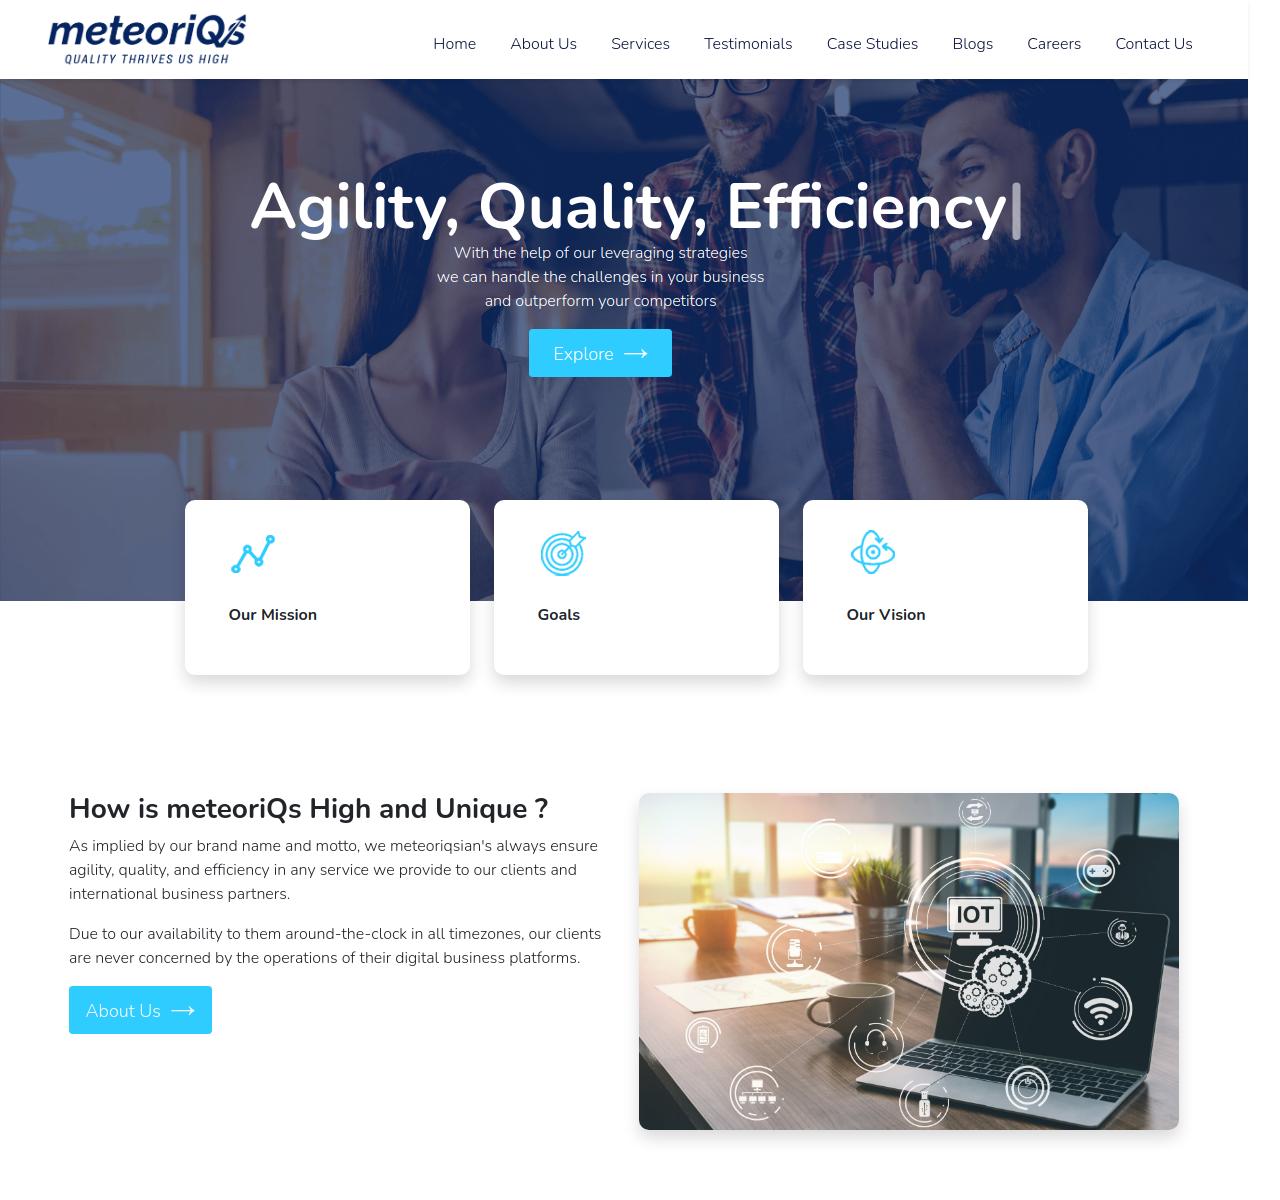 meteoriQs
QUALITY THRIVES US HIGH
Home About Us Services Testimonials Case Studies Blogs Careers Contact Us
Agility, Quality, Efficiency|
With the help of our leveraging strategies
we can handle the challenges in your business
and outperform your competitors
Explore
Our Mission
Goals
Our Vision
How is meteoriQs High and Unique ?
As implied by our brand name and motto, we meteoriqsian's always ensure
agility, quality, and efficiency in any service we provide to our clients and
international business partners.
Due to our availability to them around-the-clock in all timezones, our clients
are never concerned by the operations of their digital business platforms.
About Us
IOT